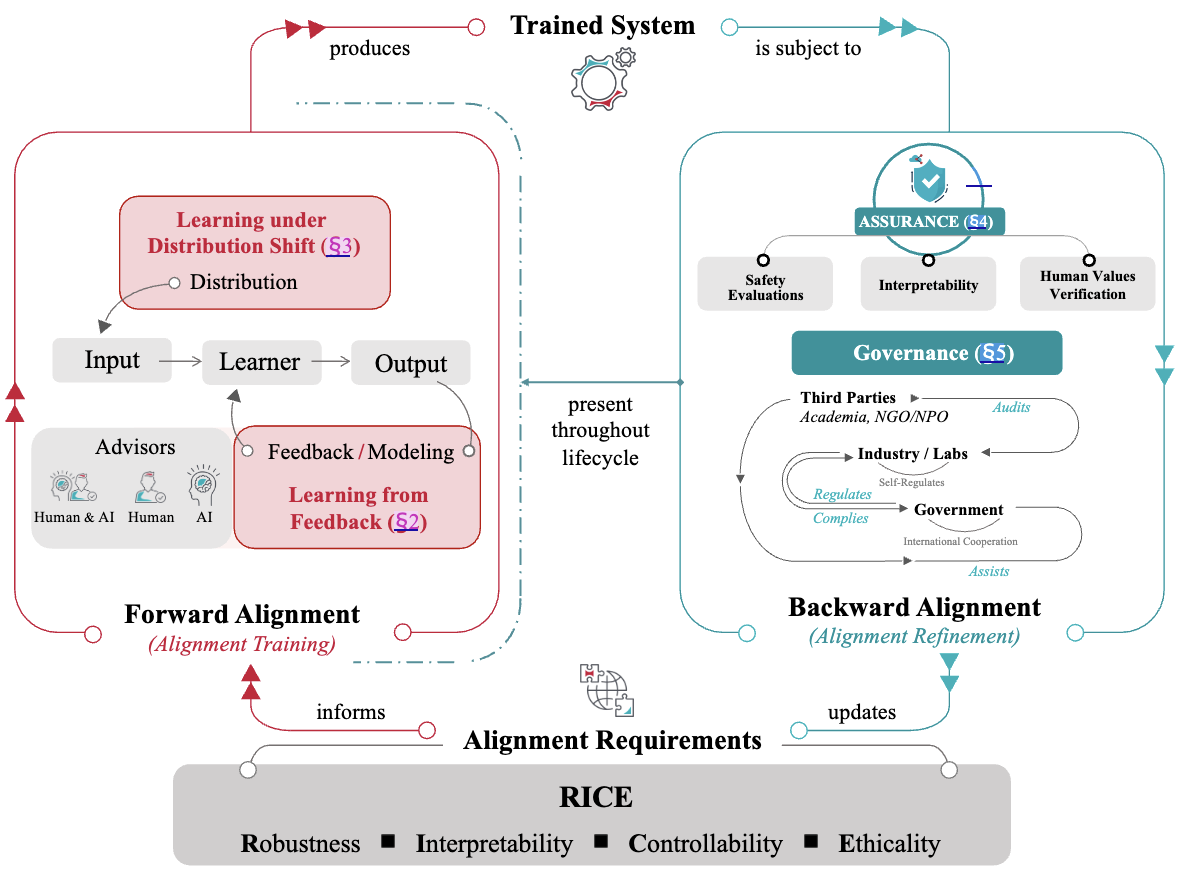 Trained System
produces
is subject to
Learning under
Distribution Shift (§3)
Distribution
Input
Learner
Output
Advisors
Human & AI
Human
AI
Feedback / Modeling
Learning from
Feedback (§2)
Forward Alignment
(Alignment Training)
present
throughout
lifecycle
ASSURANCE (§4)
Safety
Evaluations
Interpretability
Human Values
Verification
Governance (§5)
Third Parties
Academia, NGO/NPO
Audits
Industry / Labs
Self-Regulates
Regulates
Complies
Government
International Cooperation
Assists
Backward Alignment
(Alignment Refinement)
informs
updates
Alignment Requirements
RICE
Robustness ■ Interpretability ■ Controllability ■ Ethicality